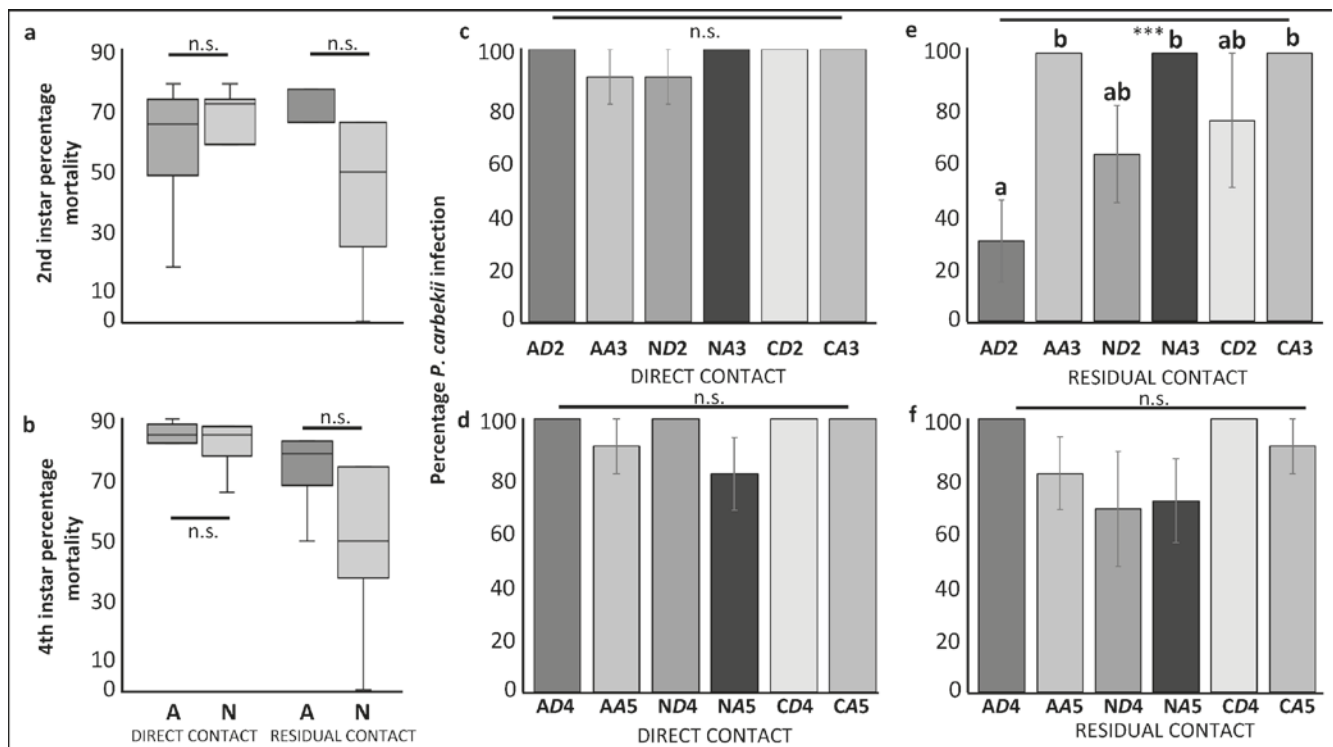 a
2nd instar percentage
mortality
90
70
50
30
10
0
n.s.
n.s.
b
4th instar percentage
mortality
90
70
50
30
10
0
n.s.
n.s.
A
N
A
N
DIRECT CONTACT
RESIDUAL CONTACT
Percentage P. carbekii infection
c
n.s.
100
80
60
40
20
0
AD2 AA3 ND2 NA3 CD2 CA3
DIRECT CONTACT
d
n.s.
100
80
60
40
20
0
AD4 AA5 ND4 NA5 CD4 CA5
DIRECT CONTACT
e
***
100
80
60
40
20
0
a b ab b ab b
AD2 AA3 ND2 NA3 CD2 CA3
RESIDUAL CONTACT
f
n.s.
100
80
60
40
20
0
AD4 AA5 ND4 NA5 CD4 CA5
RESIDUAL CONTACT